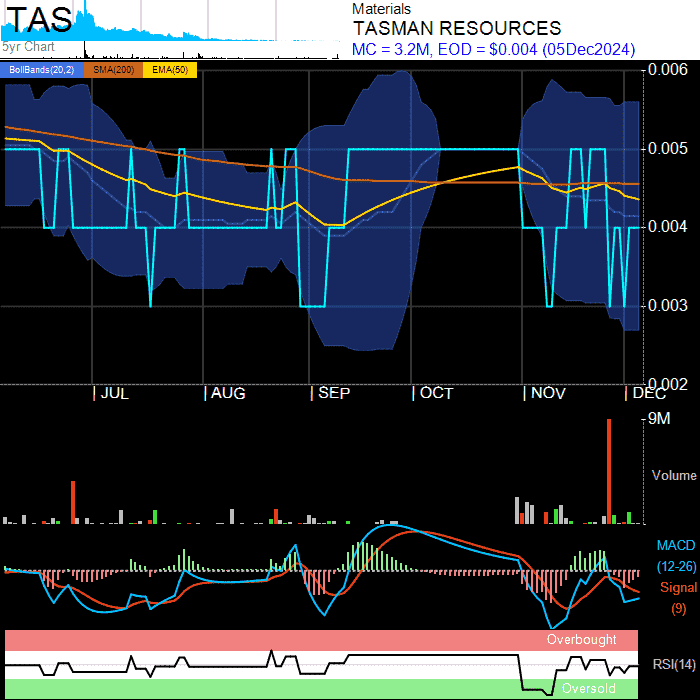 TAS
5yr Chart
Materials
TASMAN RESOURCES
MC = 3.2M, EOD = $0.004 (05Dec2024)
BollBands(20,2) SMA(200) EMA(50)
0.006
0.005
0.004
0.003
0.002
JUL AUG SEP OCT NOV DEC
9M
Volume
MACD
(12-26)
Signal
(9)
Overbought
RSI(14)
Oversold